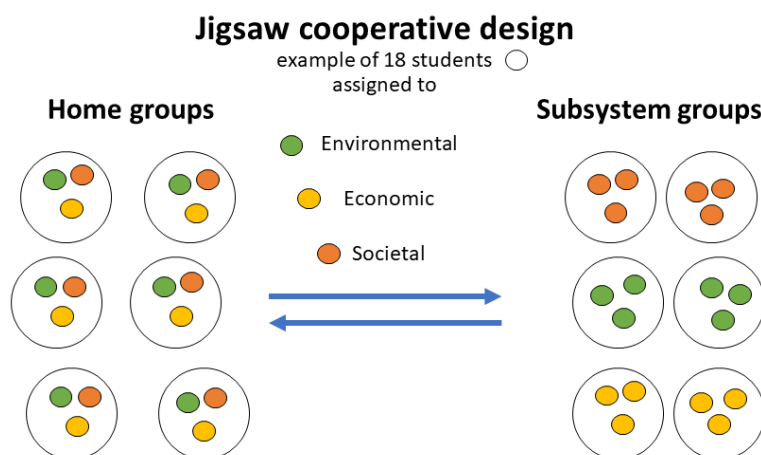 Jigsaw cooperative design
example of 18 students
assigned to
Home groups
Subsystem groups
Environmental
Economic
Societal